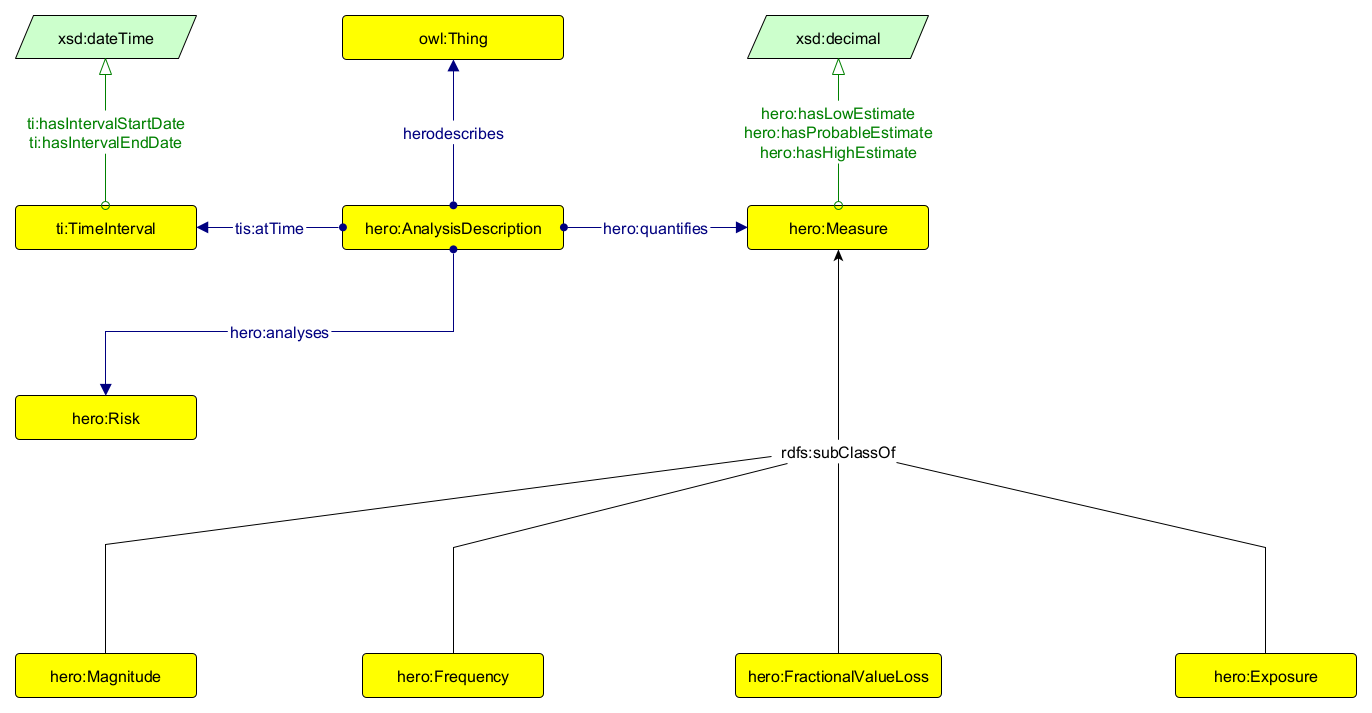 xsd:dateTime
owl:Thing
xsd:decimal
ti:hasIntervalStartDate
ti:hasIntervalEndDate
herodescribes
hero:hasLowEstimate
hero:hasProbableEstimate
hero:hasHighEstimate
ti:TimeInterval
tis:atTime
hero:AnalysisDescription
hero:quantifies
hero:Measure
hero:analyses
hero:Risk
rdfs:subClassOf
hero:Magnitude
hero:Frequency
hero:FractionalValueLoss
hero:Exposure